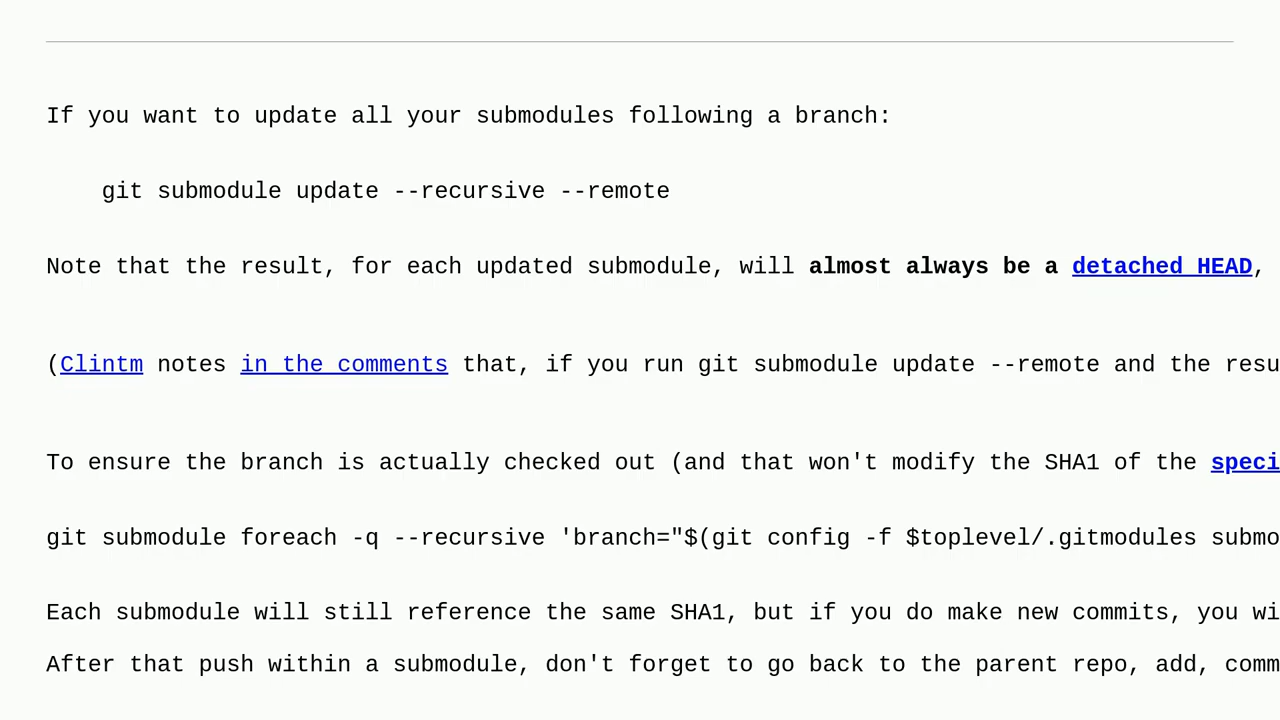 If you want to update all your submodules following a branch:
git submodule update --recursive --remote
Note that the result, for each updated submodule, will almost always be a detached HEAD,
(Clintm notes in the comments that, if you run git submodule update --remote and the resu
To ensure the branch is actually checked out (and that won't modify the SHA1 of the speci
git submodule foreach -q --recursive 'branch="$(git config -f $toplevel/.gitmodules submo
Each submodule will still reference the same SHA1, but if you do make new commits, you wi
After that push within a submodule, don't forget to go back to the parent repo, add, comm